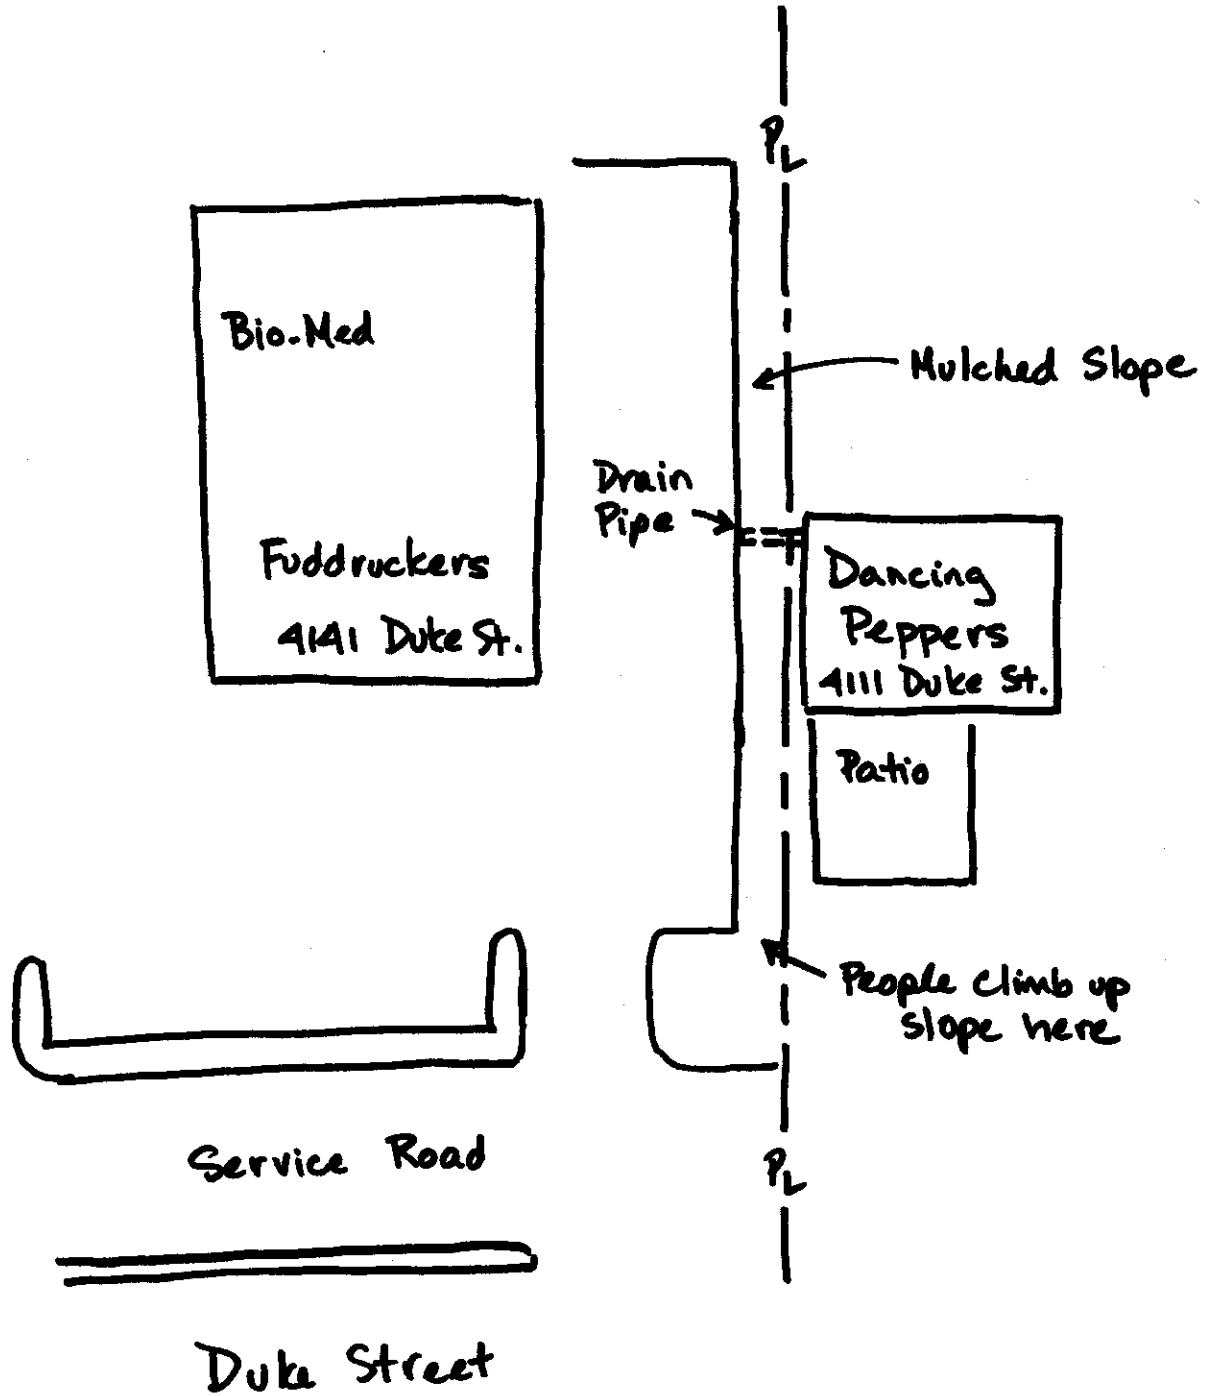 PL
Bio-Med
Mulched Slope
Drain
Pipe
Fuddruckers
4141 Duke St.
Dancing
Peppers
4111 Duke St.
Patio
People climb up
slope here
Service Road
PL
Duke Street